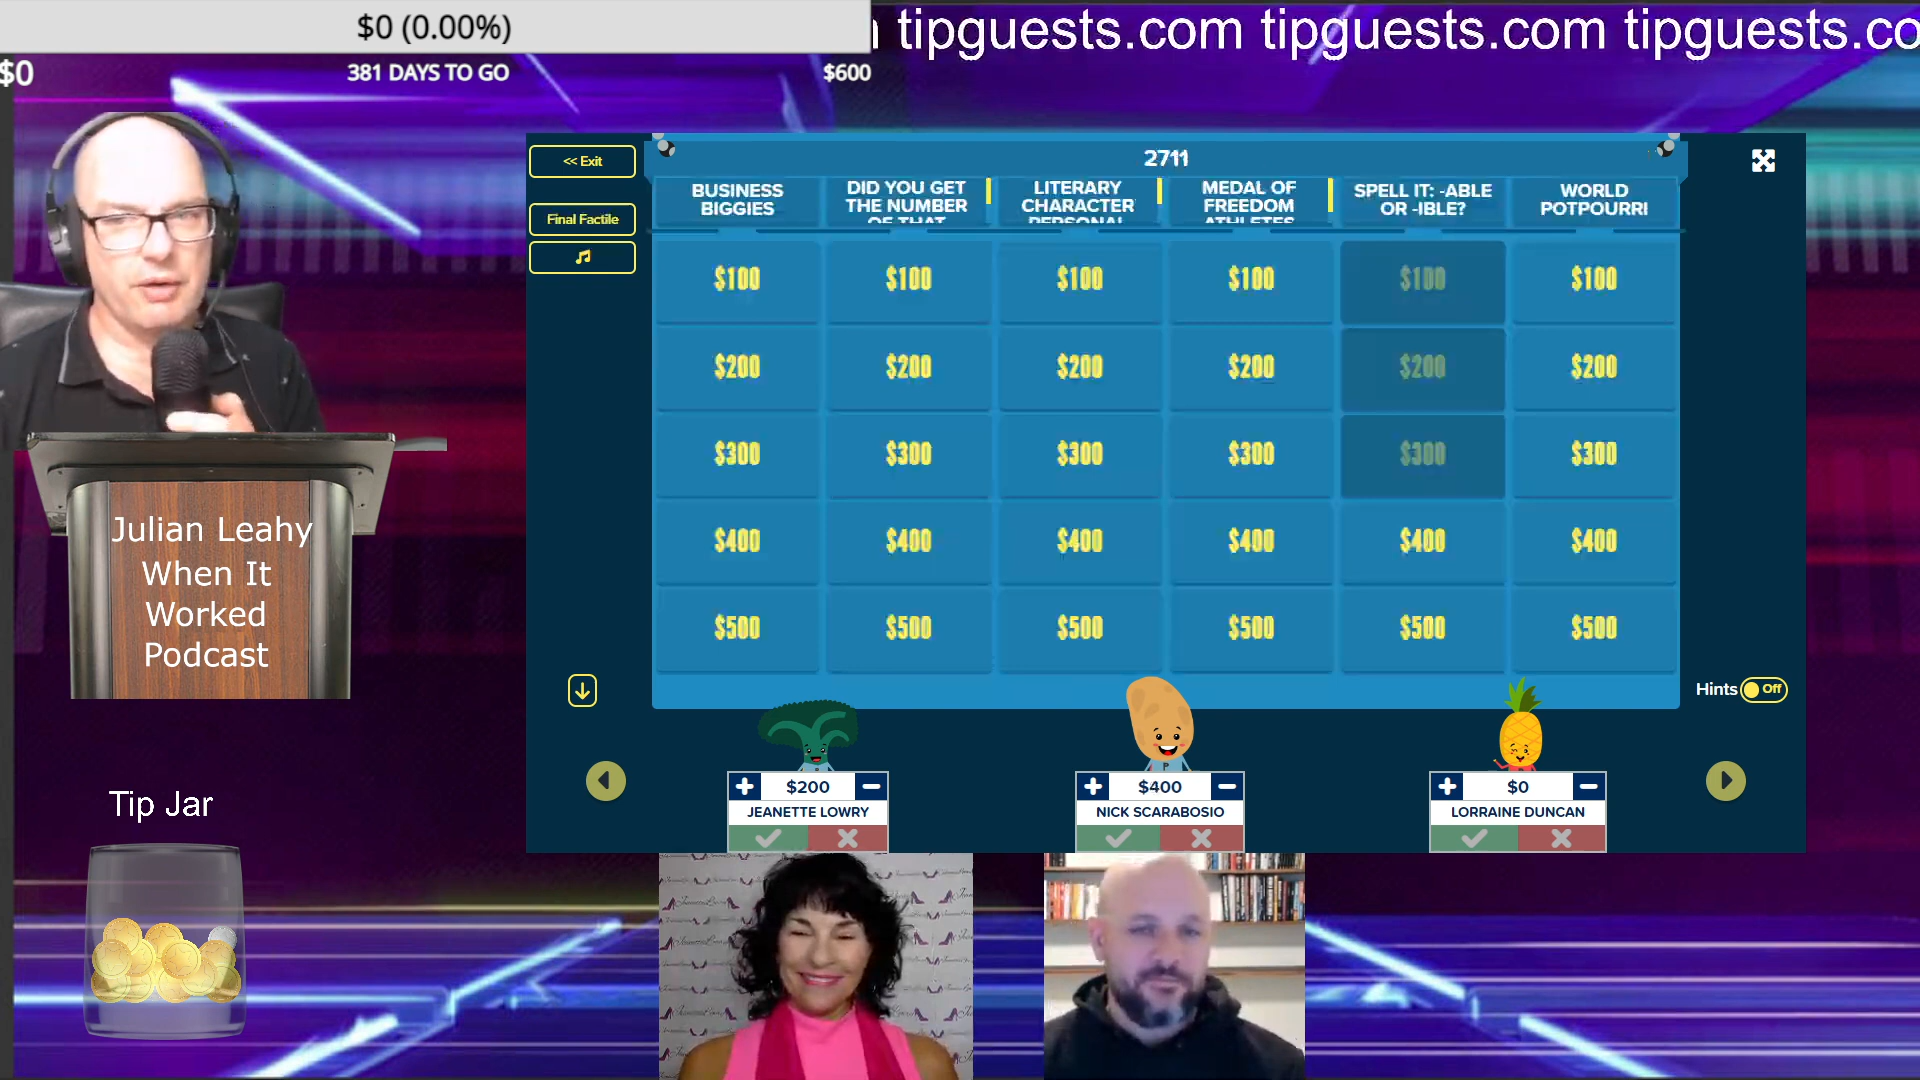 $0 (0.00%)
tipguests.com tipguests.com tipguests.co
$0
381 DAYS TO GO
$600
<< Exit
2711
Final Factile
BUSINESS
BIGGIES
DID YOU GET
THE NUMBER
OF THAT
LITERARY
CHARACTER
PERSONAL
MEDAL OF
FREEDOM
ATHLETES
SPELL IT: -ABLE
OR -IBLE?
WORLD
POTPOURRI
$100 $100 $100 $100 $100 $100
$200 $200 $200 $200 $200 $200
$300 $300 $300 $300 $300 $300
$400 $400 $400 $400 $400 $400
$500 $500 $500 $500 $500 $500
Julian Leahy
When It
Worked
Podcast
Hints Off
P
+ $200 −
JEANETTE LOWRY
+ $400 −
NICK SCARABOSIO
+ $0 −
LORRAINE DUNCAN
Tip Jar